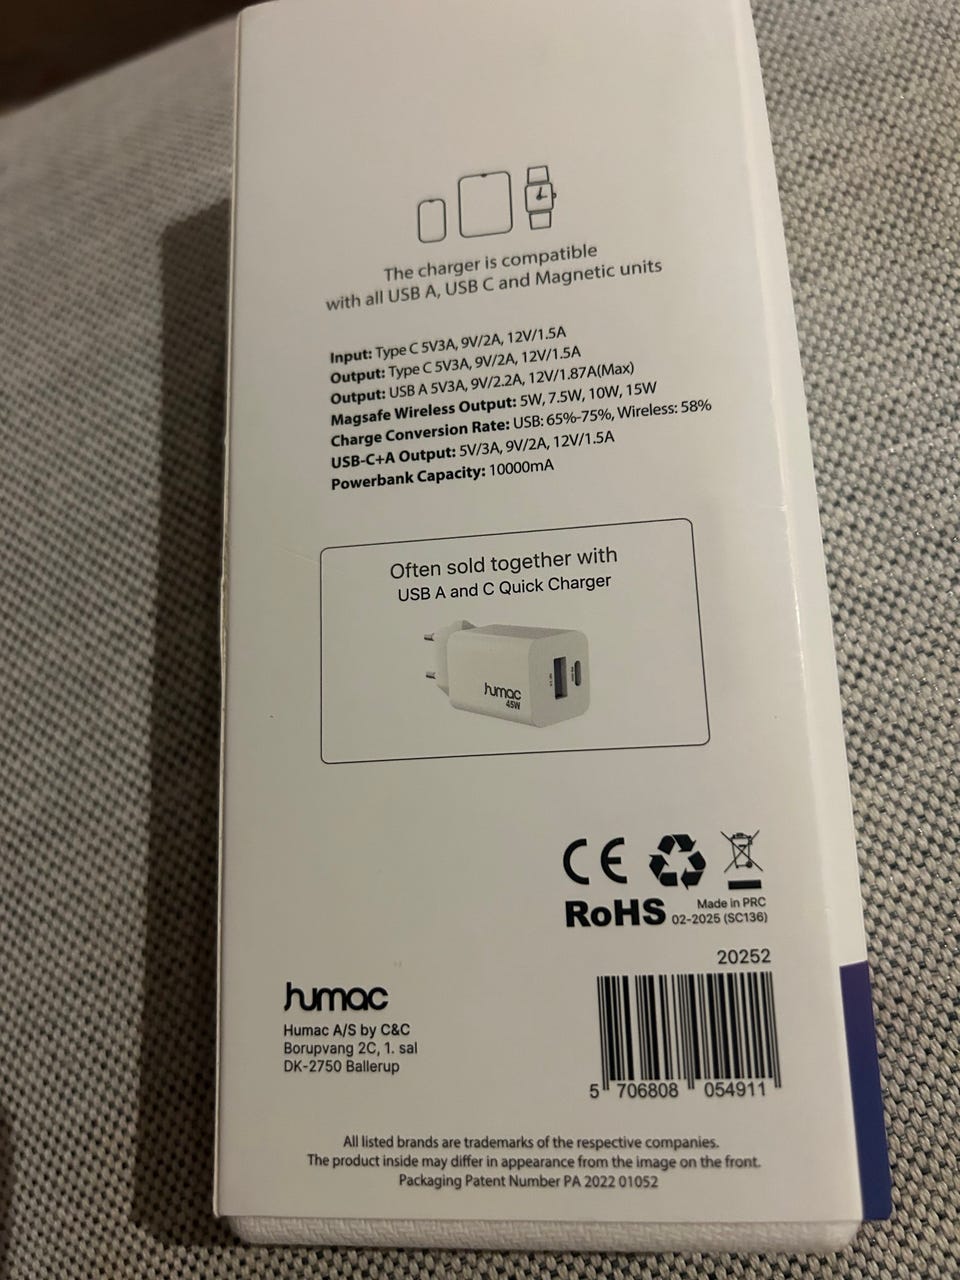 The charger is compatible
with all USB A, USB C and Magnetic units
Input: Type C 5V3A, 9V/2A, 12V/1.5A
Output: Type C 5V3A, 9V/2A, 12V/1.5A
Output: USB A 5V3A, 9V/2.2A, 12V/1.87A(Max)
Magsafe Wireless Output: 5W, 7.5W, 10W, 15W
Charge Conversion Rate: USB: 65%-75%, Wireless: 58%
USB-C+A Output: 5V/3A, 9V/2A, 12V/1.5A
Powerbank Capacity: 10000mA
Often sold together with
USB A and C Quick Charger
humac
45W
CE
RoHS
Made in PRC
02-2025 (SC136)
20252
5 706808 054911
humac
Humac A/S by C&C
Borupvang 2C, 1. sal
DK-2750 Ballerup
All listed brands are trademarks of the respective companies.
The product inside may differ in appearance from the image on the front.
Packaging Patent Number PA 2022 01052